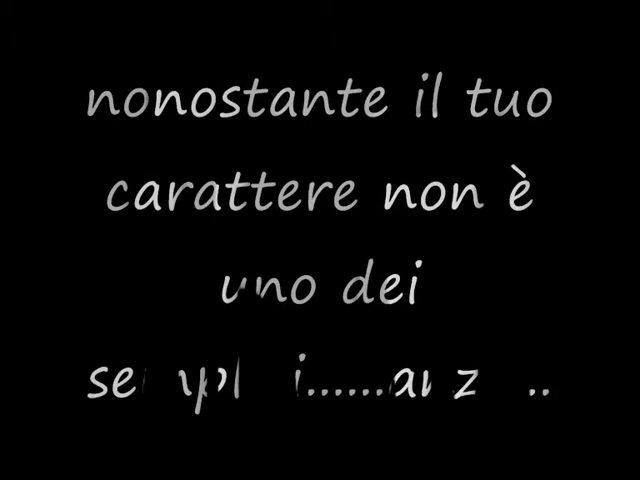 nonostante il tuo
carattere non è
uno dei